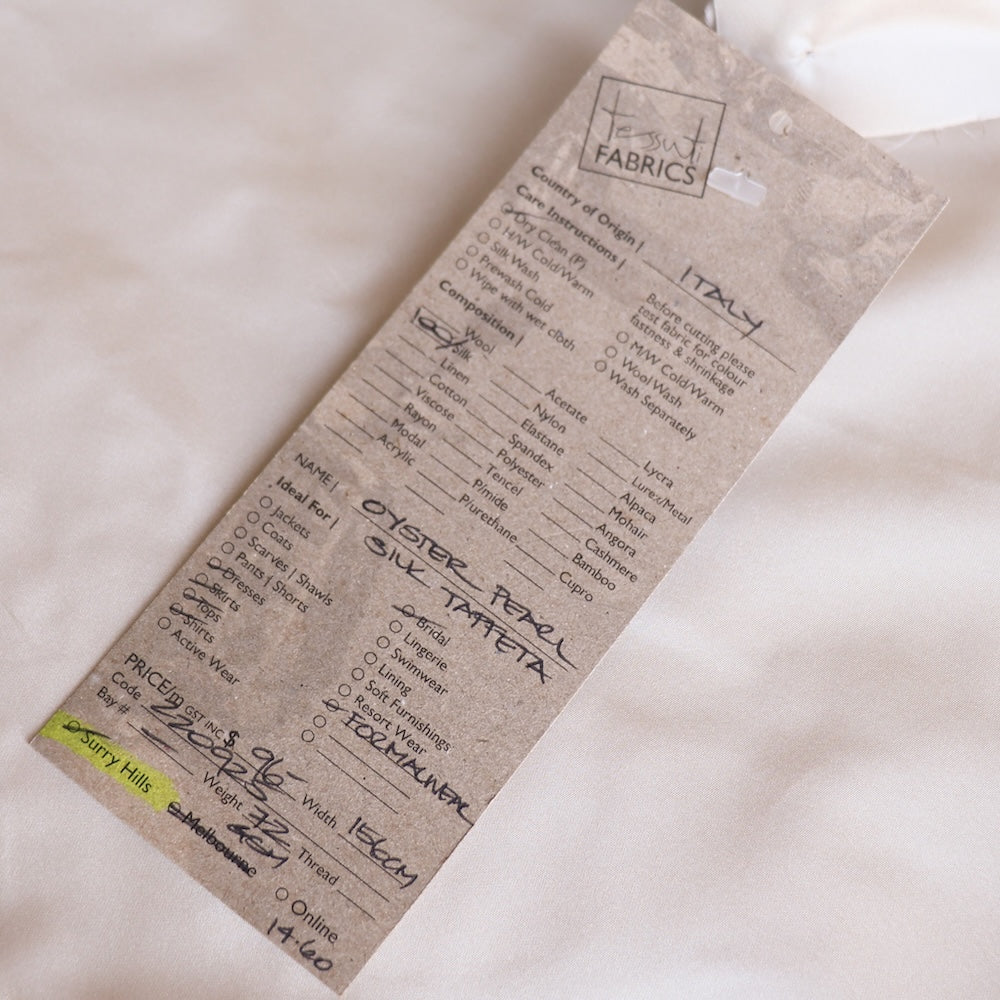 tessuti
FABRICS
Country of Origin | ITALY
Care Instructions |
Dry Clean (P)
H/W Cold/Warm
Silk Wash
Prewash Cold
Wipe with wet cloth
Before cutting please
test fabric for colour
fastness & shrinkage
M/W Cold/Warm
Wool/Wash
Wash Separately
Composition |
Wool
100% Silk
Linen
Cotton
Viscose
Rayon
Modal
Acrylic
Acetate
Nylon
Elastane
Spandex
Polyester
Tencel
P/mide
P/urethane
Lycra
Lurex/Metal
Alpaca
Mohair
Angora
Cashmere
Bamboo
Cupro
NAME | OYSTER PEARL
SILK TAFFETA
Ideal For |
Jackets
Coats
Scarves | Shawls
Pants | Shorts
Dresses
Skirts
Tops
Shirts
Active Wear
Bridal
Lingerie
Swimwear
Lining
Soft Furnishings
Resort Wear
FORMALWEAR
PRICE/m GST INC $ 96- Width 156CM
Code 220925 Weight 72 GSM Thread
Bay #
Surry Hills
Melbourne
Online
14.60